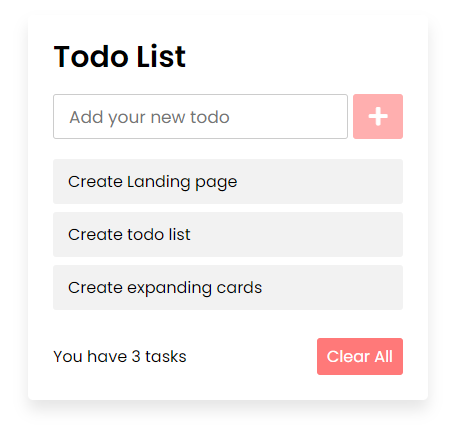 Todo List
Add your new todo
Create Landing page
Create todo list
Create expanding cards
You have 3 tasks
Clear All